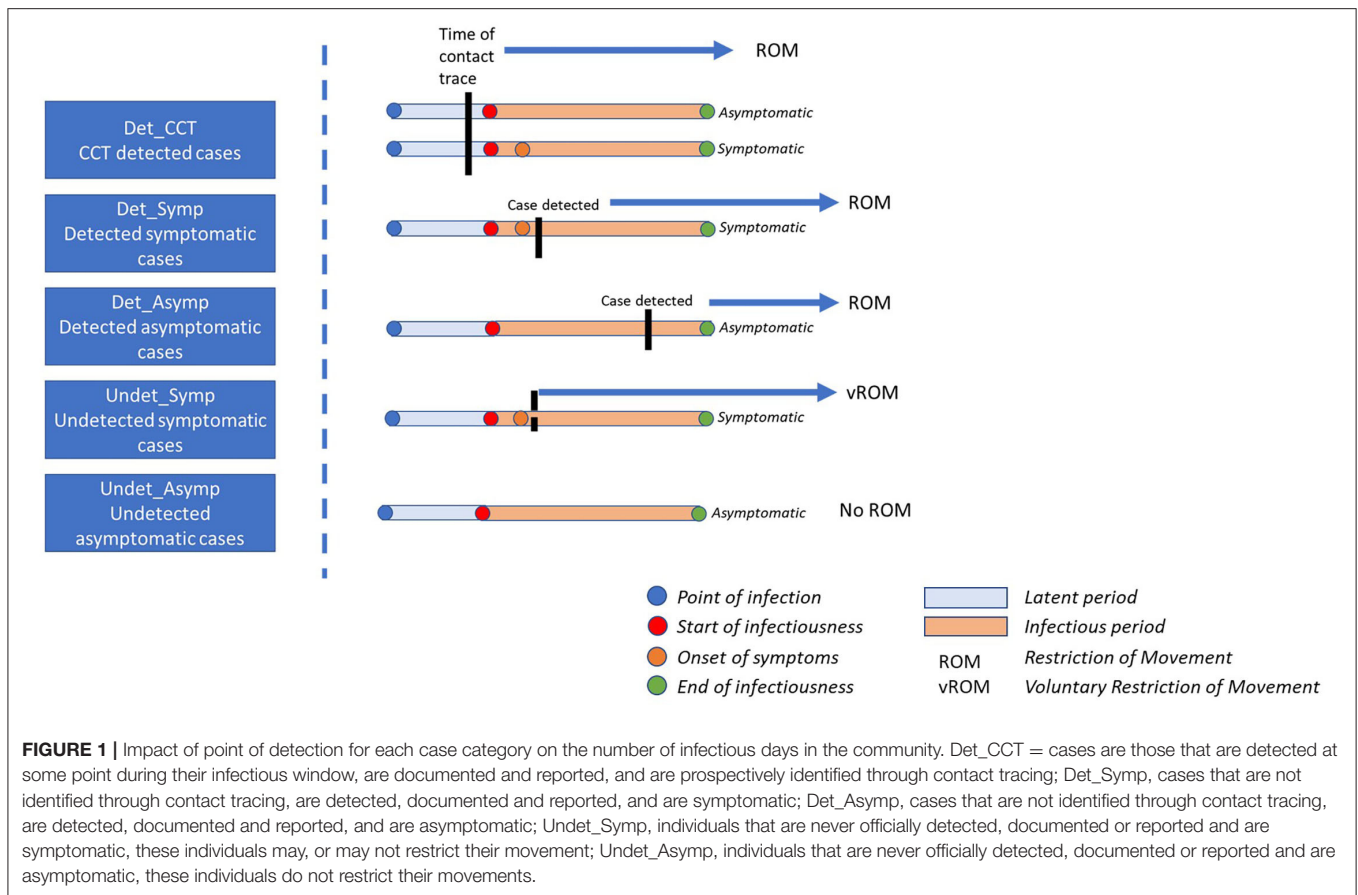 Time of
contact
trace
ROM
Det_CCT
CCT detected cases
Asymptomatic
Symptomatic
Det_Symp
Detected symptomatic
cases
Case detected
ROM
Symptomatic
Det_Asymp
Detected asymptomatic
cases
Case detected
ROM
Asymptomatic
Undet_Symp
Undetected symptomatic
cases
vROM
Symptomatic
Undet_Asymp
Undetected
asymptomatic cases
Asymptomatic
No ROM
Point of infection
Latent period
Start of infectiousness
Infectious period
Onset of symptoms
ROM Restriction of Movement
End of infectiousness
vROM Voluntary Restriction of Movement
FIGURE 1 | Impact of point of detection for each case category on the number of infectious days in the community. Det_CCT = cases are those that are detected at
some point during their infectious window, are documented and reported, and are prospectively identified through contact tracing; Det_Symp, cases that are not
identified through contact tracing, are detected, documented and reported, and are symptomatic; Det_Asymp, cases that are not identified through contact tracing,
are detected, documented and reported, and are asymptomatic; Undet_Symp, individuals that are never officially detected, documented or reported and are
symptomatic, these individuals may, or may not restrict their movement; Undet_Asymp, individuals that are never officially detected, documented or reported and are
asymptomatic, these individuals do not restrict their movements.